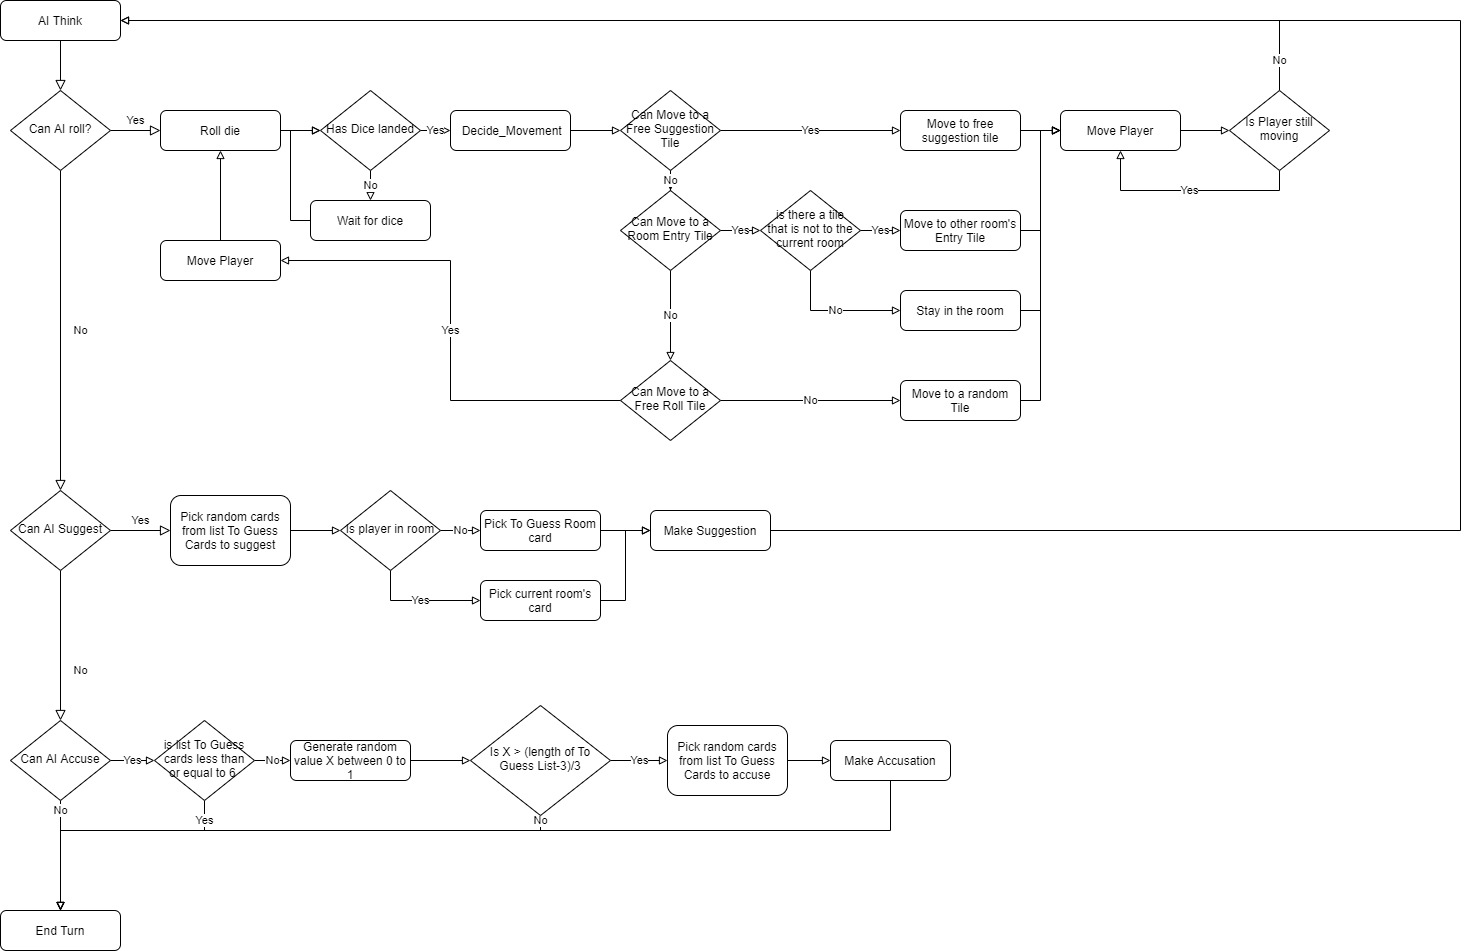 AI Think
No
Can AI roll?
Yes
Roll die
Has Dice landed
Yes
Decide_Movement
Can Move to a
Free Suggestion
Tile
Yes
Move to free
suggestion tile
Move Player
Is Player still
moving
No
No
Yes
Wait for dice
Can Move to a
Room Entry Tile
Yes
is there a tile
that is not to the
current room
Yes
Move to other room's
Entry Tile
Move Player
No
Stay in the room
No
Yes
No
Can Move to a
Free Roll Tile
No
Move to a random
Tile
Can AI Suggest
Yes
Pick random cards
from list To Guess
Cards to suggest
Is player in room
No
Pick To Guess Room
card
Make Suggestion
Yes
Pick current room's
card
No
Can AI Accuse
Yes
is list To Guess
cards less than
or equal to 6
No
Generate random
value X between 0 to
1
Is X > (length of To
Guess List-3)/3
Yes
Pick random cards
from list To Guess
Cards to accuse
Make Accusation
No
Yes
No
End Turn